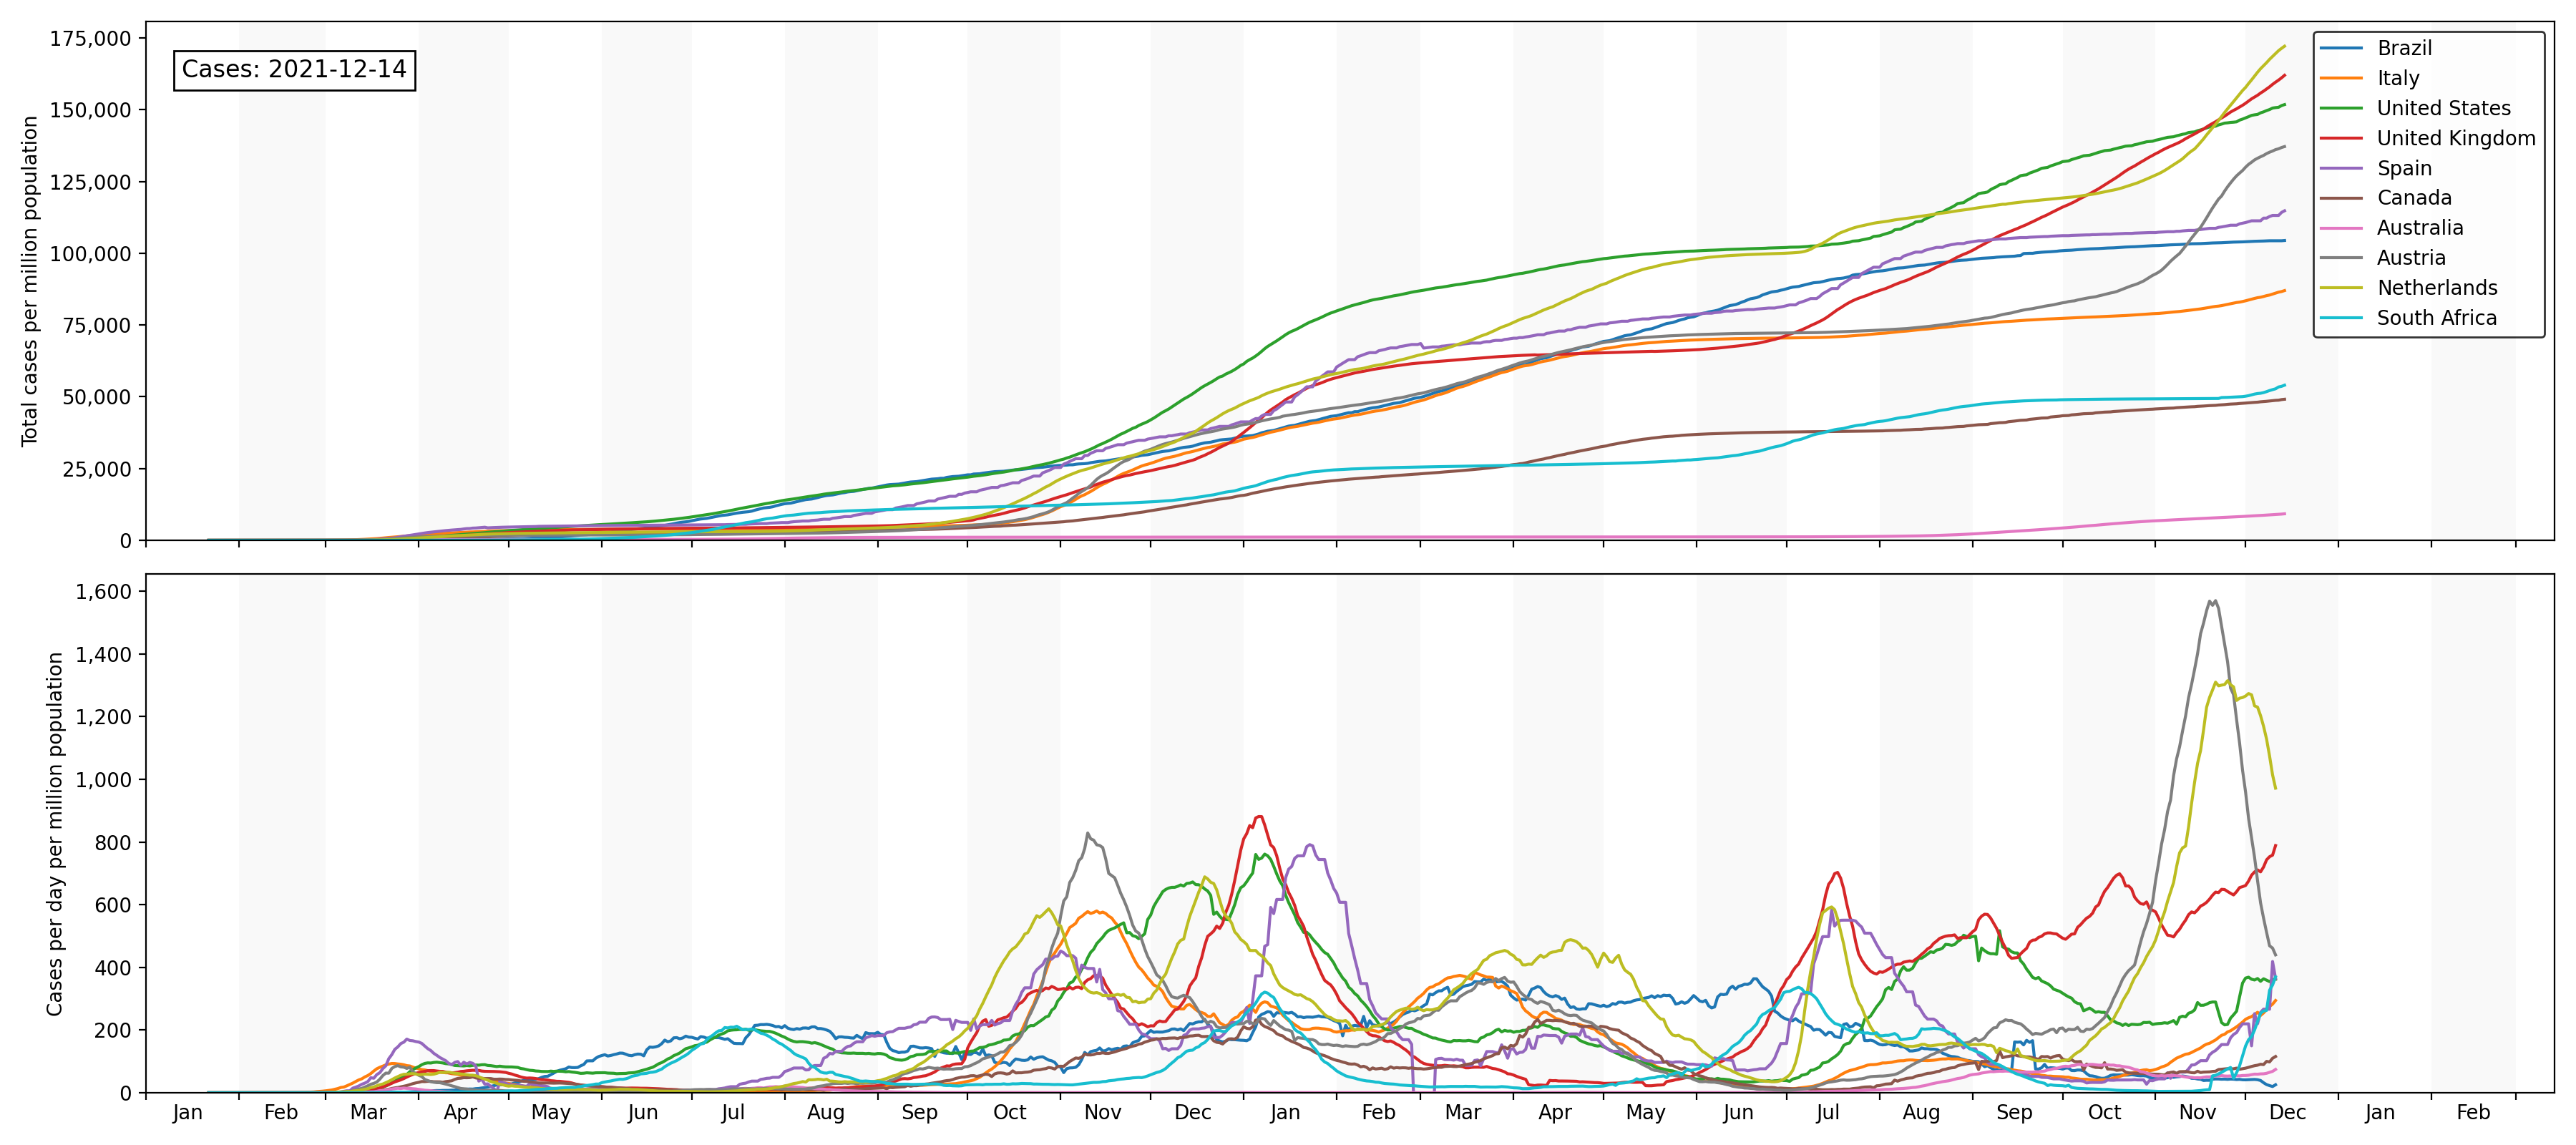 Total cases per million population
175,000
150,000
125,000
100,000
75,000
50,000
25,000
0
Cases: 2021-12-14
Brazil
Italy
United States
United Kingdom
Spain
Canada
Australia
Austria
Netherlands
South Africa
Cases per day per million population
1,600
1,400
1,200
1,000
800
600
400
200
0
Jan Feb Mar Apr May Jun Jul Aug Sep Oct Nov Dec Jan Feb Mar Apr May Jun Jul Aug Sep Oct Nov Dec Jan Feb